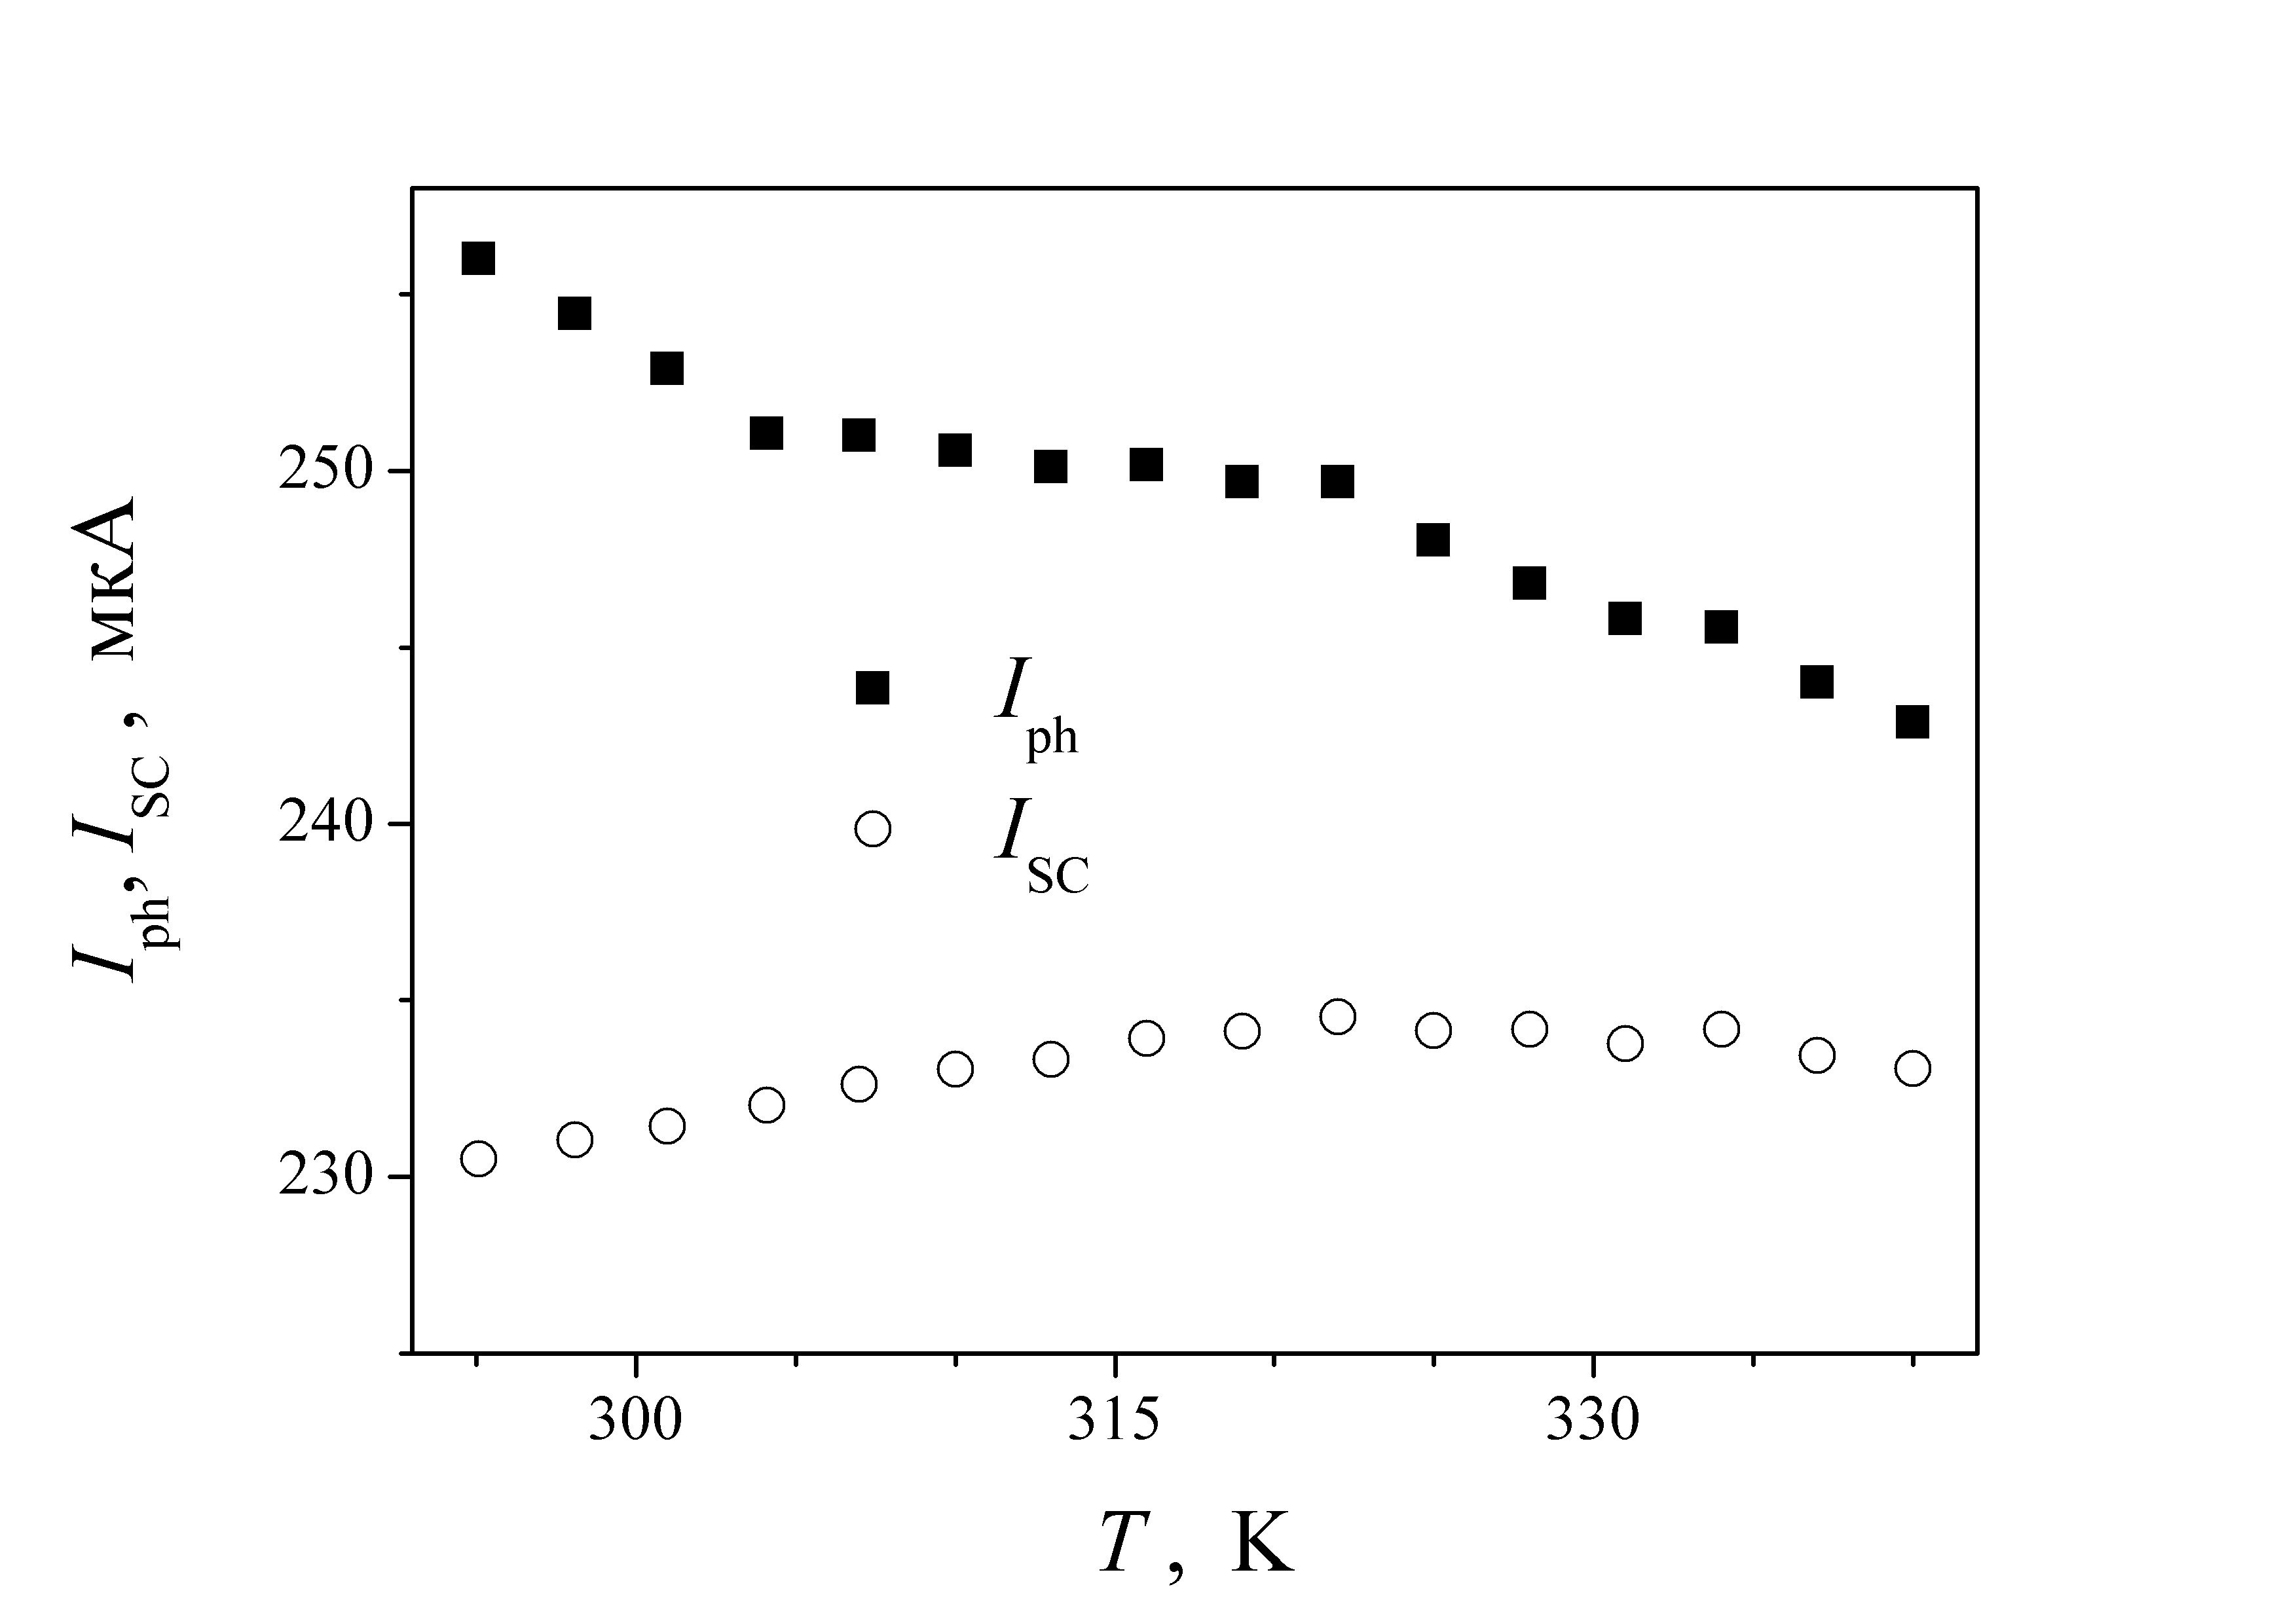 250
240
230
300
315
330
I_ph, I_SC, мкА
I_ph
I_SC
T, K